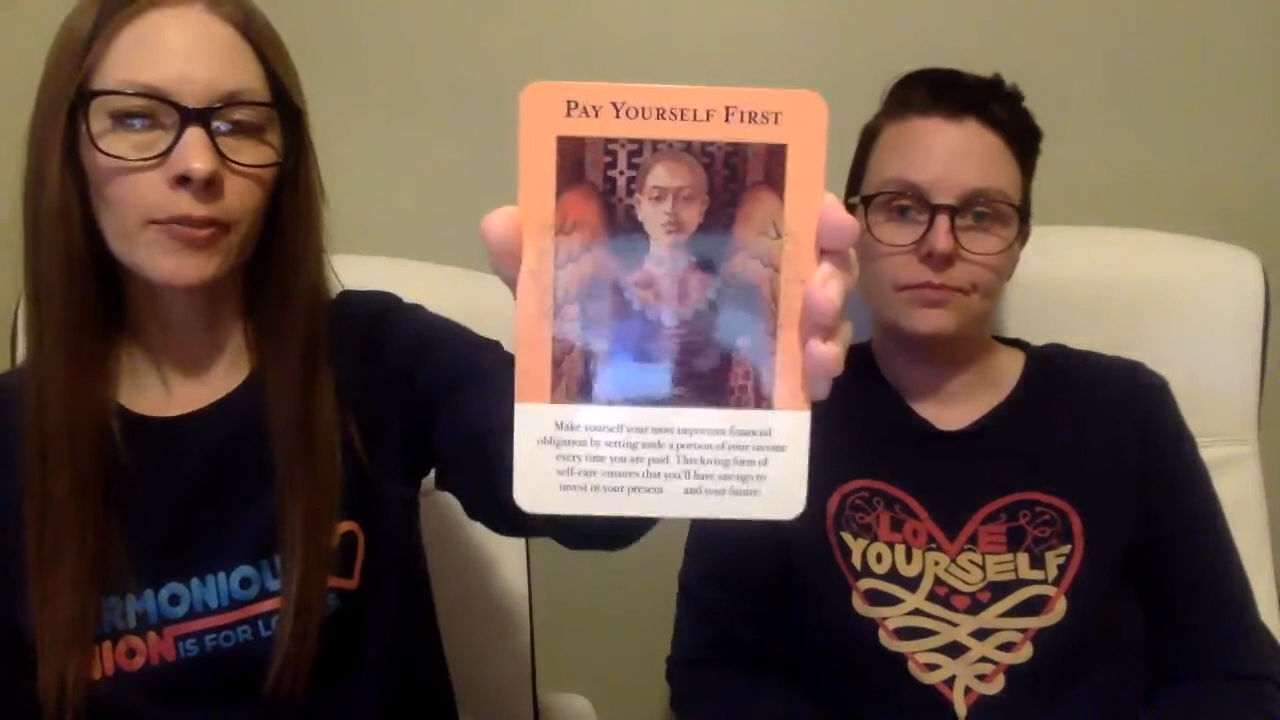 PAY YOURSELF FIRST
Make yourself your most important financial
obligation by setting aside a portion of your income
every time you are paid. This loving form of
self-care ensures that you'll have savings to
invest in your present and your future.
RMONIOU
NION IS FOR LO
LOVE
YOURSELF